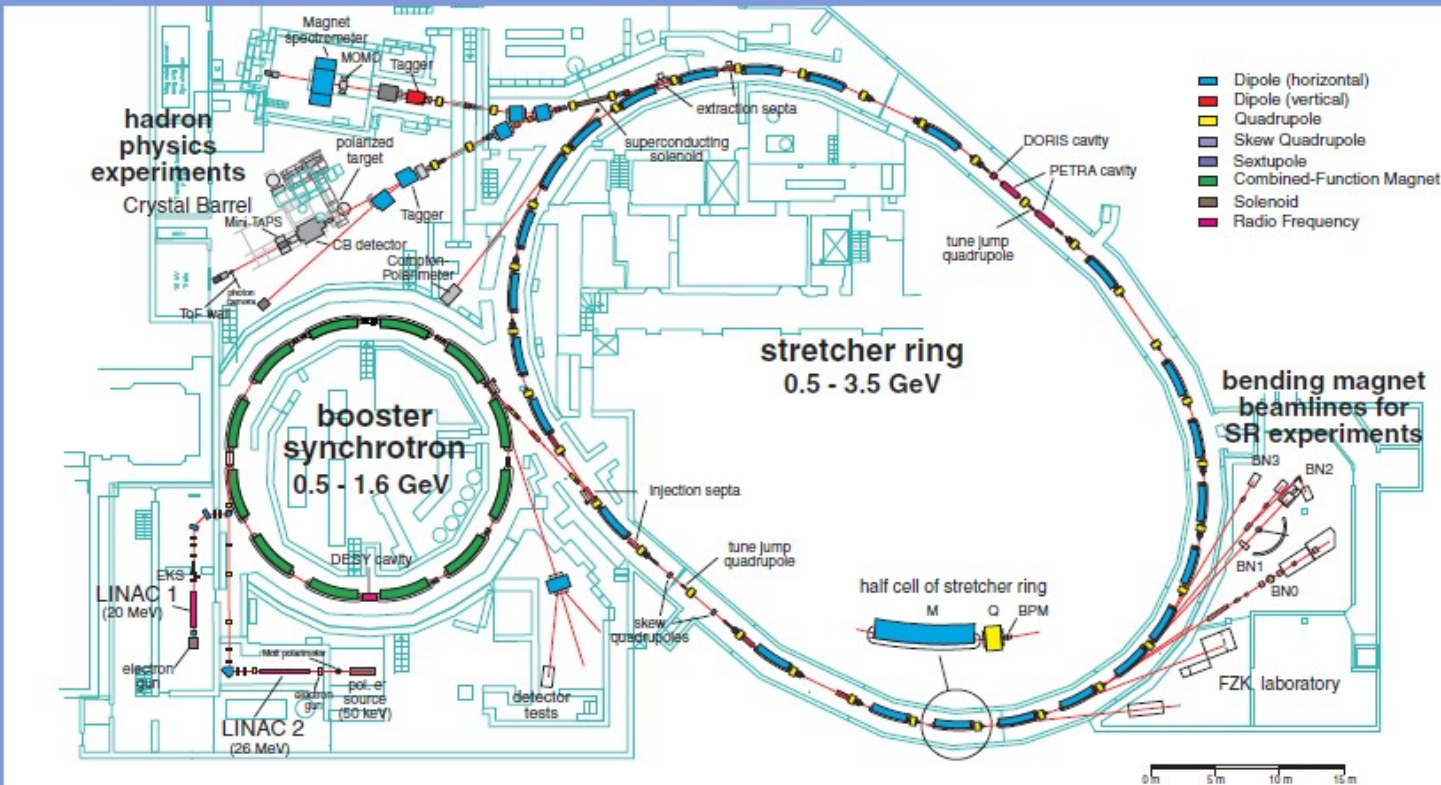 Magnet
spectrometer
MOMO
Tagger
hadron
physics
experiments
Crystal Barrel
polarized
target
Mini-TAPS
CB detector
Tagger
photon
camera
ToF wall
Compton-
Polarimeter
superconducting
solenoid
extraction septa
DORIS cavity
PETRA cavity
tune jump
quadrupole
Dipole (horizontal)
Dipole (vertical)
Quadrupole
Skew Quadrupole
Sextupole
Combined-Function Magnet
Solenoid
Radio Frequency
stretcher ring
0.5 - 3.5 GeV
booster
synchrotron
0.5 - 1.6 GeV
DESY cavity
bending magnet
beamlines for
SR experiments
BN3
BN2
BN1
BN0
Injection septa
tune jump
quadrupole
skew
quadrupoles
half cell of stretcher ring
M
Q
BPM
FZK laboratory
EKS
LINAC 1
(20 MeV)
electron
gun
Mott polarimeter
electron
gun
pol. e-
source
(50 keV)
LINAC 2
(26 MeV)
detector
tests
0 m
5 m
10 m
15 m